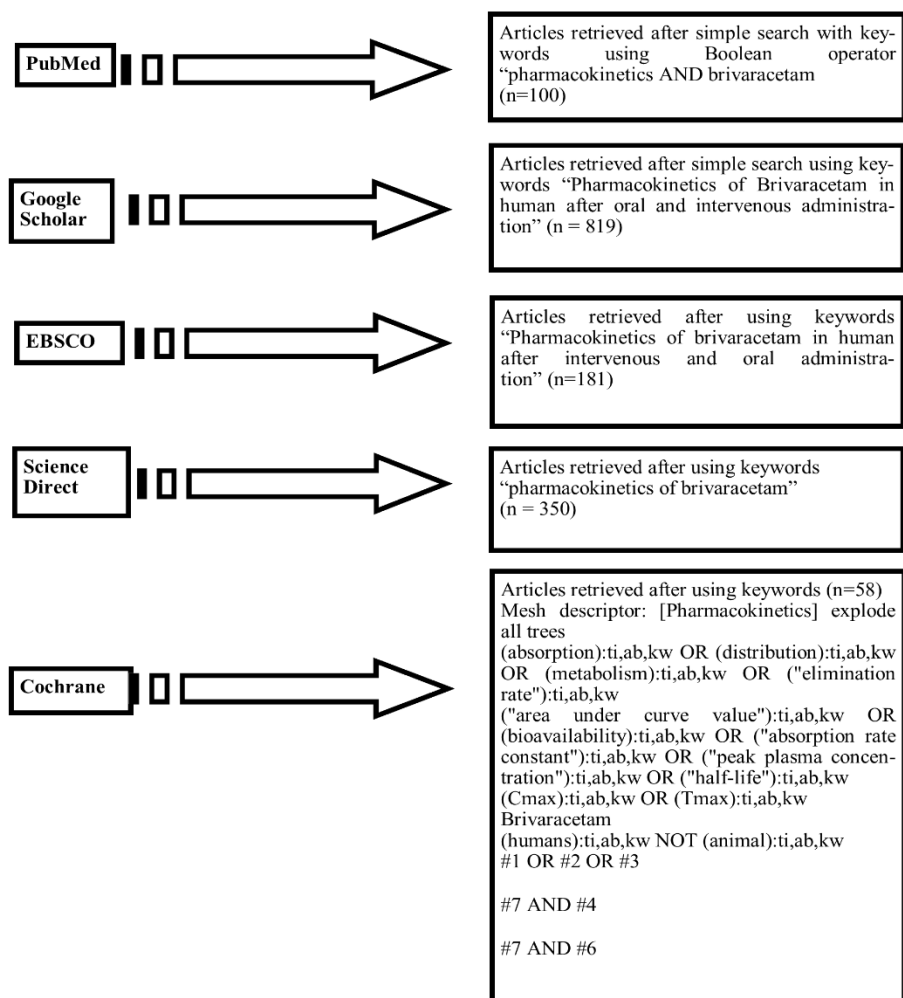 PubMed
Articles retrieved after simple search with key-
words using Boolean operator
“pharmacokinetics AND brivaracetam
(n=100)
Google
Scholar
Articles retrieved after simple search using key-
words “Pharmacokinetics of Brivaracetam in
human after oral and intervenous administra-
tion” (n = 819)
EBSCO
Articles retrieved after using keywords
“Pharmacokinetics of brivaracetam in human
after intervenous and oral administra-
tion” (n=181)
Science
Direct
Articles retrieved after using keywords
“pharmacokinetics of brivaracetam”
(n = 350)
Cochrane
Articles retrieved after using keywords (n=58)
Mesh descriptor: [Pharmacokinetics] explode
all trees
(absorption):ti,ab,kw OR (distribution):ti,ab,kw
OR (metabolism):ti,ab,kw OR ("elimination
rate"):ti,ab,kw
("area under curve value"):ti,ab,kw OR
(bioavailability):ti,ab,kw OR ("absorption rate
constant"):ti,ab,kw OR ("peak plasma concen-
tration"):ti,ab,kw OR ("half-life"):ti,ab,kw
(Cmax):ti,ab,kw OR (Tmax):ti,ab,kw
Brivaracetam
(humans):ti,ab,kw NOT (animal):ti,ab,kw
#1 OR #2 OR #3
#7 AND #4
#7 AND #6